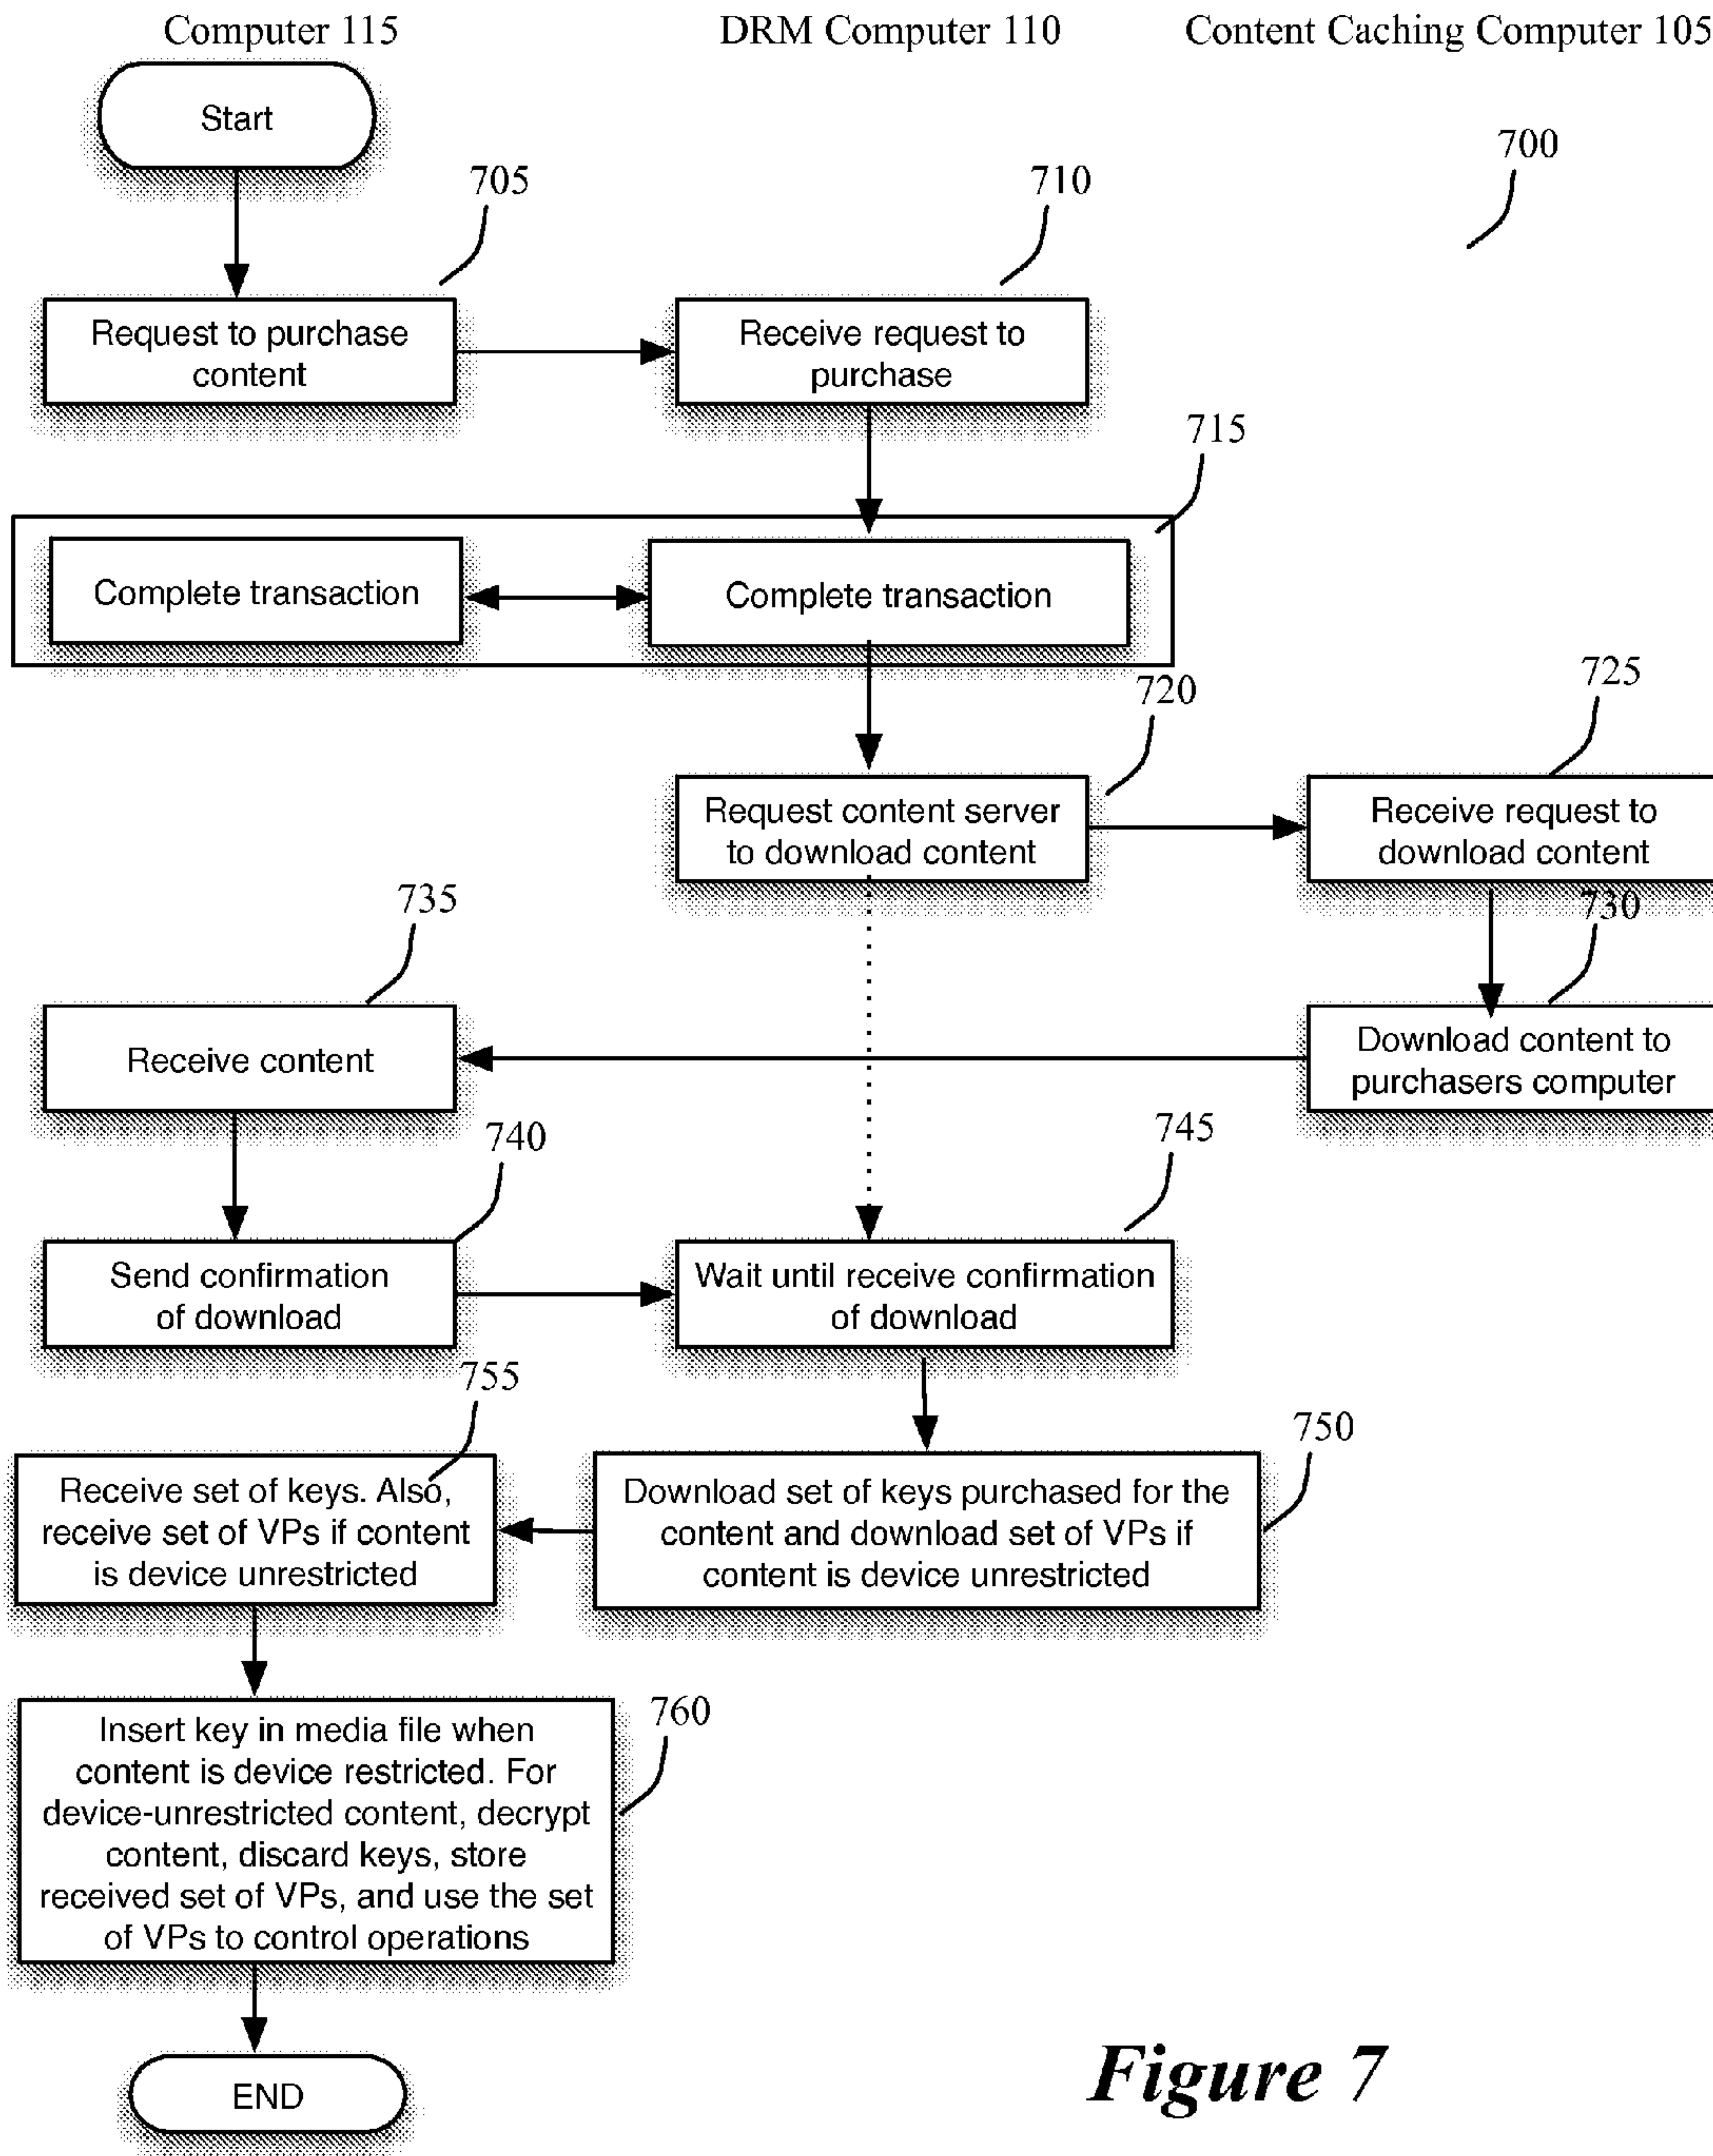 Computer 115
DRM Computer 110
Content Caching Computer 105
Start
700
705
710
Request to purchase
content
Receive request to
purchase
715
Complete transaction
Complete transaction
720
725
Request content server
to download content
Receive request to
download content
730
735
Receive content
Download content to
purchasers computer
740
745
Send confirmation
of download
Wait until receive confirmation
of download
755
750
Receive set of keys. Also,
receive set of VPs if content
is device unrestricted
Download set of keys purchased for the
content and download set of VPs if
content is device unrestricted
760
Insert key in media file when
content is device restricted. For
device-unrestricted content, decrypt
content, discard keys, store
received set of VPs, and use the set
of VPs to control operations
END
Figure 7